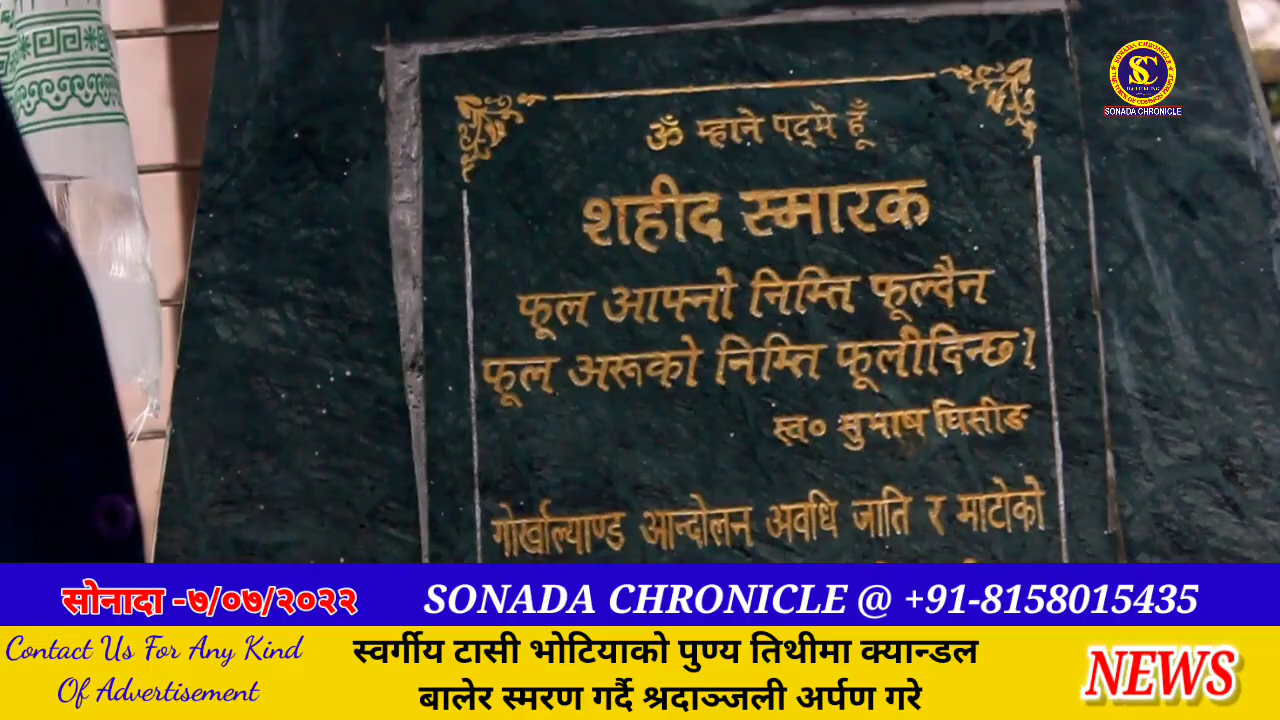 SONADA CHRONICLE
ॐ म्हाने पद्मे हूँ
शहीद स्मारक
फूल आफ्नो निम्ति फूल्वैन
फूल अरूको निम्ति फूलीदिन्छ।
स्व० सुभाष घिसीङ
गोर्खाल्याण्ड आन्दोलन अवधि जाति र माटोको
सोनादा -७/०७/२०२२
SONADA CHRONICLE @ +91-8158015435
Contact Us For Any Kind
Of Advertisement
स्वर्गीय टासी भोटियाको पुण्य तिथीमा क्यान्डल
बालेर स्मरण गर्दै श्रदाञ्जली अर्पण गरे
NEWS